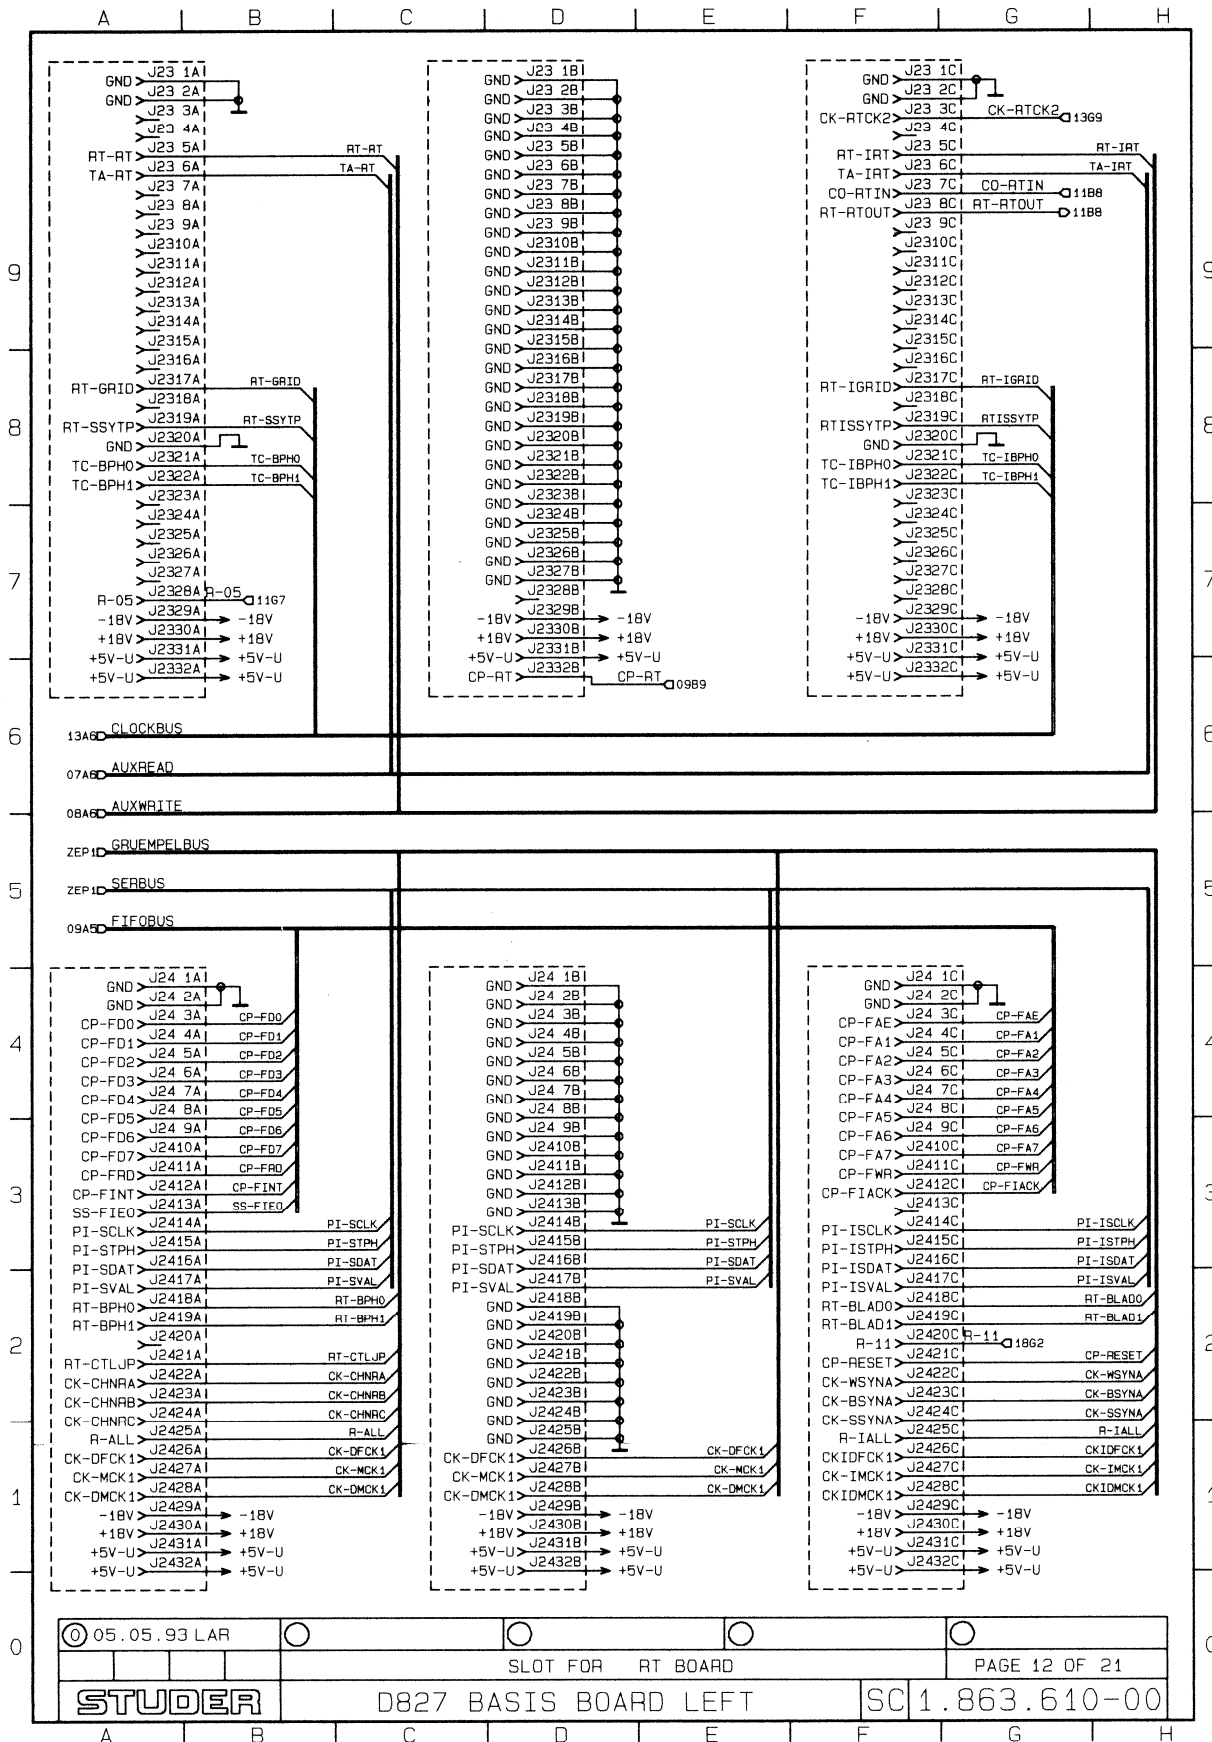 A B C D E F G H
J23 1A
GND
J23 2A
GND
J23 3A
J23 4A
J23 5A
RT-RT RT-RT
J23 6A
TA-RT TA-RT
J23 7A
J23 8A
J23 9A
J2310A
J2311A
J2312A
J2313A
J2314A
J2315A
J2316A
J2317A
RT-GRID RT-GRID
J2318A
J2319A
RT-SSYTP RT-SSYTP
J2320A
GND
J2321A
TC-BPH0 TC-BPH0
J2322A
TC-BPH1 TC-BPH1
J2323A
J2324A
J2325A
J2326A
J2327A
J2328A
R-05 R-05 11G7
J2329A
-18V -18V
J2330A
+18V +18V
J2331A
+5V-U +5V-U
J2332A
+5V-U +5V-U
J23 1B
GND
J23 2B
GND
J23 3B
GND
J23 4B
GND
J23 5B
GND
J23 6B
GND
J23 7B
GND
J23 8B
GND
J23 9B
GND
J2310B
GND
J2311B
GND
J2312B
GND
J2313B
GND
J2314B
GND
J2315B
GND
J2316B
GND
J2317B
GND
J2318B
GND
J2319B
GND
J2320B
GND
J2321B
GND
J2322B
GND
J2323B
GND
J2324B
GND
J2325B
GND
J2326B
GND
J2327B
GND
J2328B
J2329B
-18V -18V
J2330B
+18V +18V
J2331B
+5V-U +5V-U
J2332B
CP-RT CP-RT 09B9
J23 1C
GND
J23 2C
GND
J23 3C
CK-RTCK2 CK-RTCK2 13G9
J23 4C
J23 5C
RT-IRT RT-IRT
J23 6C
TA-IRT TA-IRT
J23 7C
CO-RTIN CO-RTIN 11B8
J23 8C
RT-RTOUT RT-RTOUT 11B8
J23 9C
J2310C
J2311C
J2312C
J2313C
J2314C
J2315C
J2316C
J2317C
RT-IGRID RT-IGRID
J2318C
J2319C
RTISSYTP RTISSYTP
J2320C
GND
J2321C
TC-IBPH0 TC-IBPH0
J2322C
TC-IBPH1 TC-IBPH1
J2323C
J2324C
J2325C
J2326C
J2327C
J2328C
J2329C
-18V -18V
J2330C
+18V +18V
J2331C
+5V-U +5V-U
J2332C
+5V-U +5V-U
9 9
8 8
7 7
6 6
13A6 CLOCKBUS
07A6 AUXREAD
08A6 AUXWRITE
ZEP1 GRUEMPELBUS
ZEP1 SERBUS
09A5 FIFOBUS
5 5
J24 1A
GND
J24 2A
GND
J24 3A
CP-FD0 CP-FD0
J24 4A
CP-FD1 CP-FD1
J24 5A
CP-FD2 CP-FD2
J24 6A
CP-FD3 CP-FD3
J24 7A
CP-FD4 CP-FD4
J24 8A
CP-FD5 CP-FD5
J24 9A
CP-FD6 CP-FD6
J2410A
CP-FD7 CP-FD7
J2411A
CP-FRD CP-FRD
J2412A
CP-FINT CP-FINT
J2413A
SS-FIEO SS-FIEO
J2414A
PI-SCLK PI-SCLK
J2415A
PI-STPH PI-STPH
J2416A
PI-SDAT PI-SDAT
J2417A
PI-SVAL PI-SVAL
J2418A
RT-BPH0 RT-BPH0
J2419A
RT-BPH1 RT-BPH1
J2420A
J2421A
RT-CTLJP RT-CTLJP
J2422A
CK-CHNRA CK-CHNRA
J2423A
CK-CHNRB CK-CHNRB
J2424A
CK-CHNRC CK-CHNRC
J2425A
R-ALL R-ALL
J2426A
CK-DFCK1 CK-DFCK1
J2427A
CK-MCK1 CK-MCK1
J2428A
CK-DMCK1 CK-DMCK1
J2429A
-18V -18V
J2430A
+18V +18V
J2431A
+5V-U +5V-U
J2432A
+5V-U +5V-U
J24 1B
GND
J24 2B
GND
J24 3B
GND
J24 4B
GND
J24 5B
GND
J24 6B
GND
J24 7B
GND
J24 8B
GND
J24 9B
GND
J2410B
GND
J2411B
GND
J2412B
GND
J2413B
GND
J2414B
PI-SCLK PI-SCLK
J2415B
PI-STPH PI-STPH
J2416B
PI-SDAT PI-SDAT
J2417B
PI-SVAL PI-SVAL
J2418B
GND
J2419B
GND
J2420B
GND
J2421B
GND
J2422B
GND
J2423B
GND
J2424B
GND
J2425B
GND
J2426B
CK-DFCK1 CK-DFCK1
J2427B
CK-MCK1 CK-MCK1
J2428B
CK-DMCK1 CK-DMCK1
J2429B
-18V -18V
J2430B
+18V +18V
J2431B
+5V-U +5V-U
J2432B
+5V-U +5V-U
J24 1C
GND
J24 2C
GND
J24 3C
CP-FAE CP-FAE
J24 4C
CP-FA1 CP-FA1
J24 5C
CP-FA2 CP-FA2
J24 6C
CP-FA3 CP-FA3
J24 7C
CP-FA4 CP-FA4
J24 8C
CP-FA5 CP-FA5
J24 9C
CP-FA6 CP-FA6
J2410C
CP-FA7 CP-FA7
J2411C
CP-FWR CP-FWR
J2412C
CP-FIACK CP-FIACK
J2413C
J2414C
PI-ISCLK PI-ISCLK
J2415C
PI-ISTPH PI-ISTPH
J2416C
PI-ISDAT PI-ISDAT
J2417C
PI-ISVAL PI-ISVAL
J2418C
RT-BLAD0 RT-BLAD0
J2419C
RT-BLAD1 RT-BLAD1
J2420C
R-11 R-11 18G2
J2421C
CP-RESET CP-RESET
J2422C
CK-WSYNA CK-WSYNA
J2423C
CK-BSYNA CK-BSYNA
J2424C
CK-SSYNA CK-SSYNA
J2425C
R-IALL R-IALL
J2426C
CKIDFCK1 CKIDFCK1
J2427C
CK-IMCK1 CK-IMCK1
J2428C
CKIDMCK1 CKIDMCK1
J2429C
-18V -18V
J2430C
+18V +18V
J2431C
+5V-U +5V-U
J2432C
+5V-U +5V-U
4 4
3 3
2 2
1 1
0 0
0 05.05.93 LAR
SLOT FOR RT BOARD PAGE 12 OF 21
STUDER D827 BASIS BOARD LEFT SC 1.863.610-00
A B C D E F G H